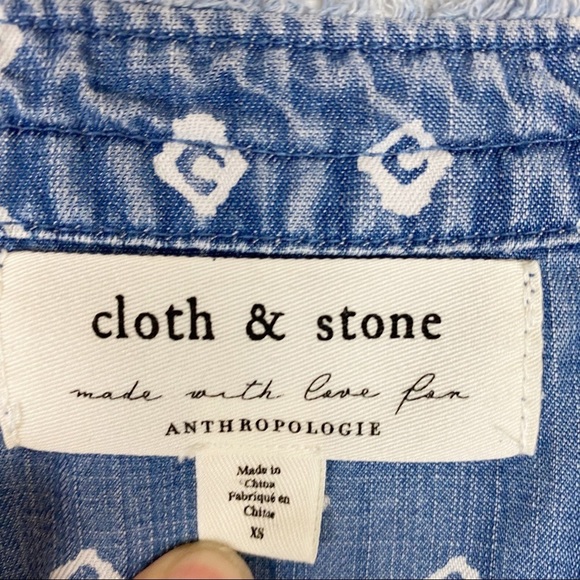 cloth & stone
made with love for
ANTHROPOLOGIE
Made in
China
Fabriqué en
Chine
XS